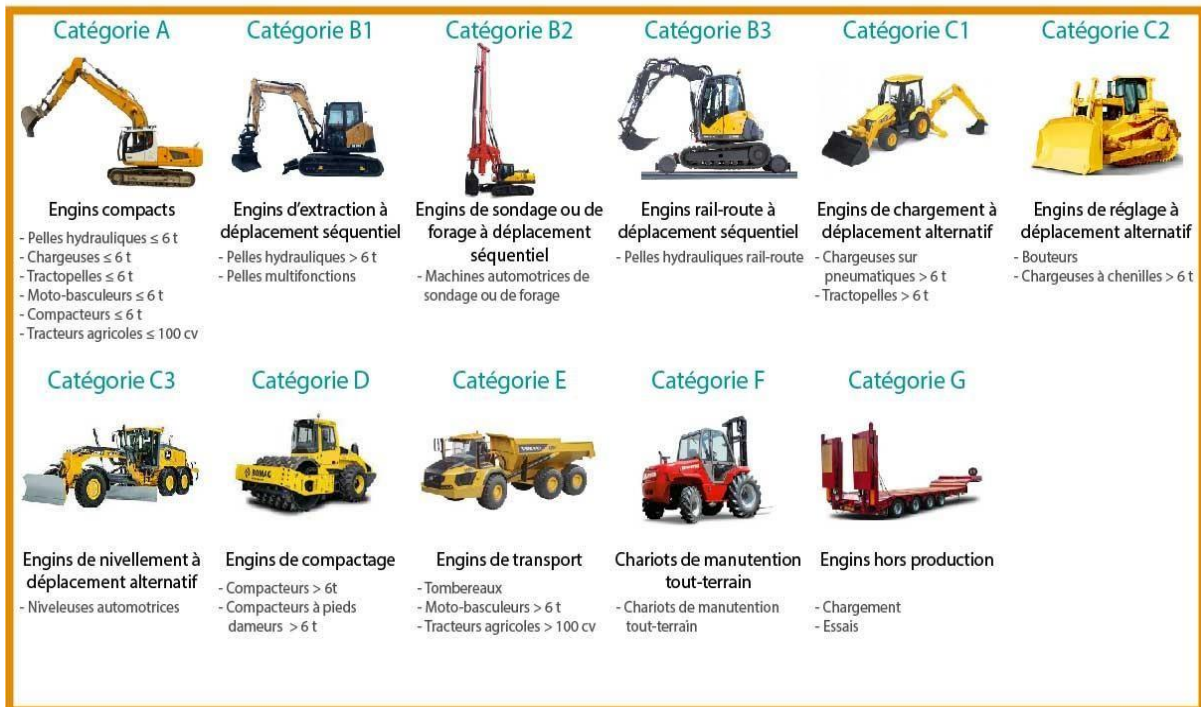 Catégorie A
Catégorie B1
Catégorie B2
Catégorie B3
Catégorie C1
Catégorie C2
Engins compacts
- Pelles hydrauliques ≤ 6 t
- Chargeuses ≤ 6 t
- Tractopelles ≤ 6 t
- Moto-basculeurs ≤ 6 t
- Compacteurs ≤ 6 t
- Tracteurs agricoles ≤ 100 cv
Engins d'extraction à
déplacement séquentiel
- Pelles hydrauliques > 6 t
- Pelles multifonctions
Engins de sondage ou de
forage à déplacement
séquentiel
- Machines automotrices de
sondage ou de forage
Engins rail-route à
déplacement séquentiel
- Pelles hydrauliques rail-route
Engins de chargement à
déplacement alternatif
- Chargeuses sur
pneumatiques > 6 t
- Tractopelles > 6 t
Engins de réglage à
déplacement alternatif
- Bouteurs
- Chargeuses à chenilles > 6 t
Catégorie C3
Catégorie D
Catégorie E
Catégorie F
Catégorie G
BOMAG
VOLVO
Engins de nivellement à
déplacement alternatif
- Niveleuses automotrices
Engins de compactage
- Compacteurs > 6t
- Compacteurs à pieds
dameurs > 6 t
Engins de transport
- Tombereaux
- Moto-basculeurs > 6 t
- Tracteurs agricoles > 100 cv
Chariots de manutention
tout-terrain
- Chariots de manutention
tout-terrain
Engins hors production
- Chargement
- Essais